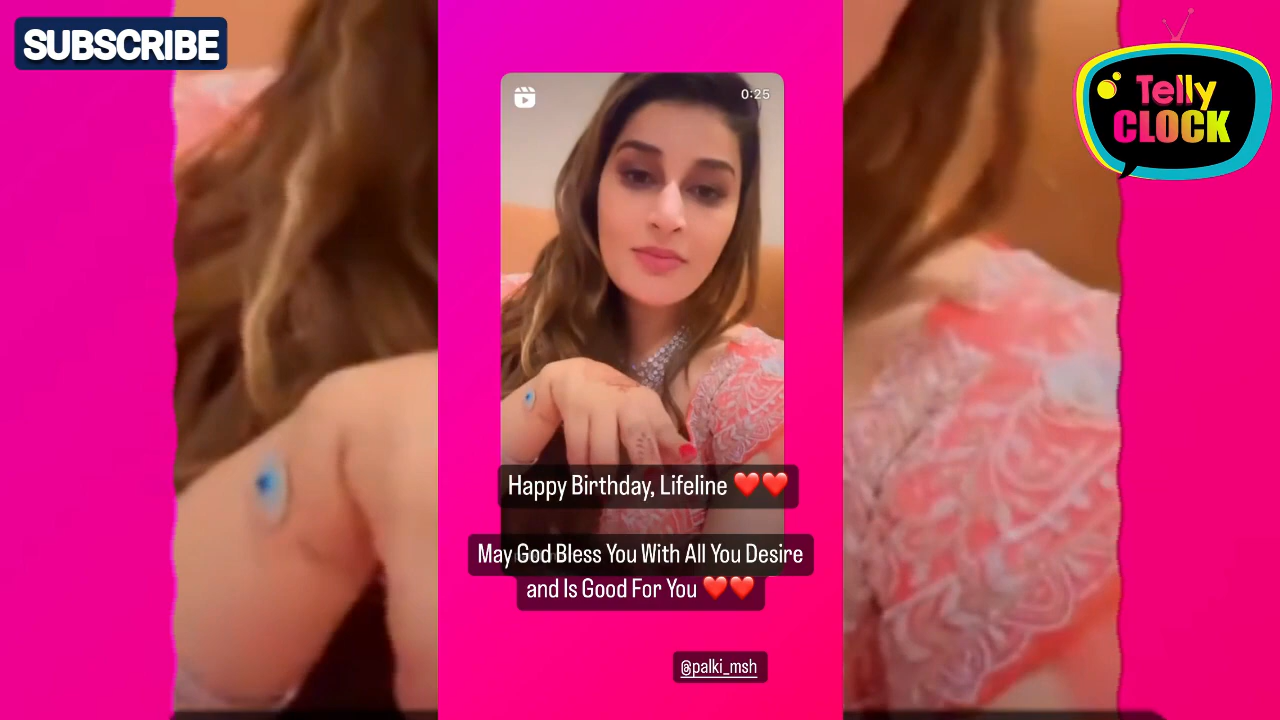 SUBSCRIBE
Telly
CLOCK
0:25
Happy Birthday, Lifeline ❤️❤️
May God Bless You With All You Desire
and Is Good For You ❤️❤️
@palki_msh